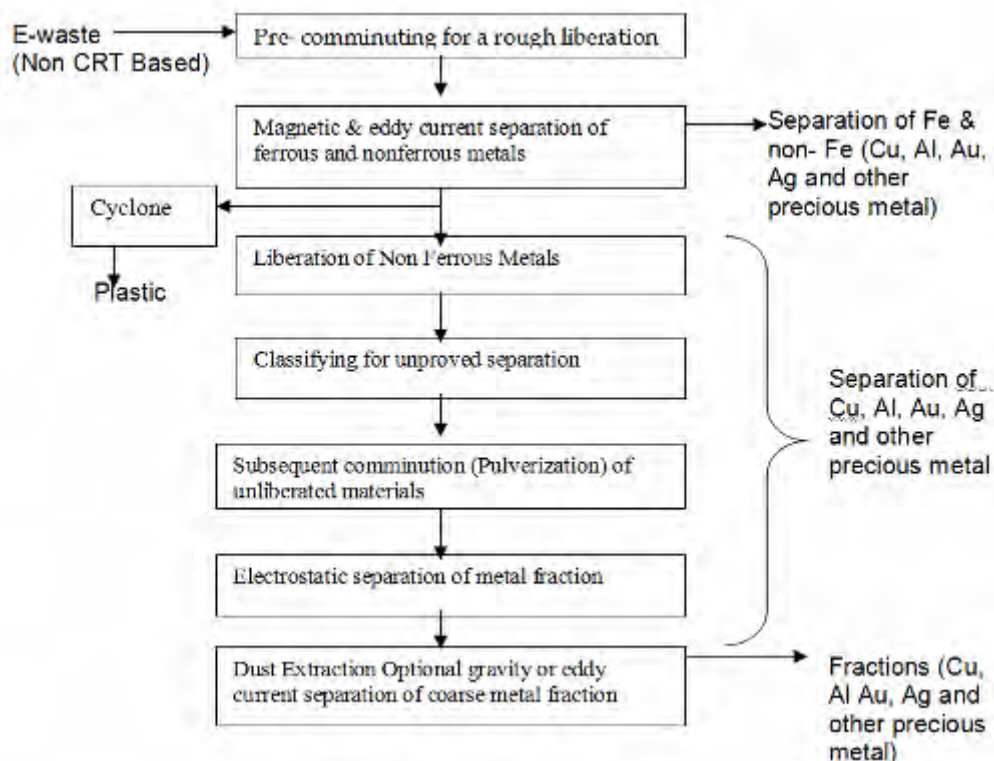 E-waste
(Non CRT Based)
Pre- comminuting for a rough liberation
Magnetic & eddy current separation of
ferrous and nonferrous metals
Separation of Fe &
non- Fe (Cu, Al, Au,
Ag and other
precious metal)
Cyclone
Plastic
Liberation of Non Ferrous Metals
Classifying for unproved separation
Subsequent comminution (Pulverization) of
unliberated materials
Electrostatic separation of metal fraction
Separation of
Cu, Al, Au, Ag
and other
precious metal
Dust Extraction Optional gravity or eddy
current separation of coarse metal fraction
Fractions (Cu,
Al Au, Ag and
other precious
metal)